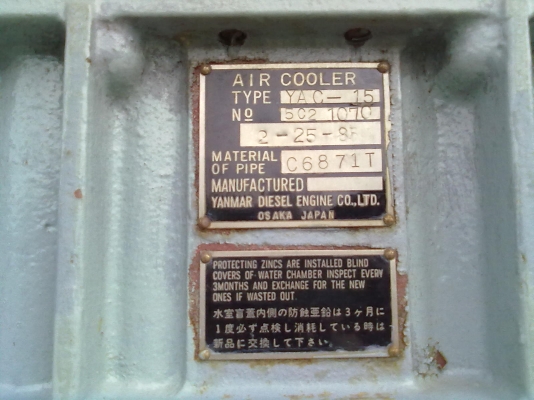 AIR COOLER
TYPE YAC-15
No 5C2 1070
2-25-
MATERIAL
OF PIPE C6871T
MANUFACTURED
YANMAR DIESEL ENGINE CO.,LTD.
OSAKA JAPAN
PROTECTING ZINCS ARE INSTALLED BLIND
COVERS OF WATER CHAMBER INSPECT EVERY
3MONTHS AND EXCHANGE FOR THE NEW
ONES IF WASTED OUT.
水室盲蓋内側の防蝕亜鉛は3ヶ月に
1度必ず点検し消耗している時は
新品に交換して下さい。